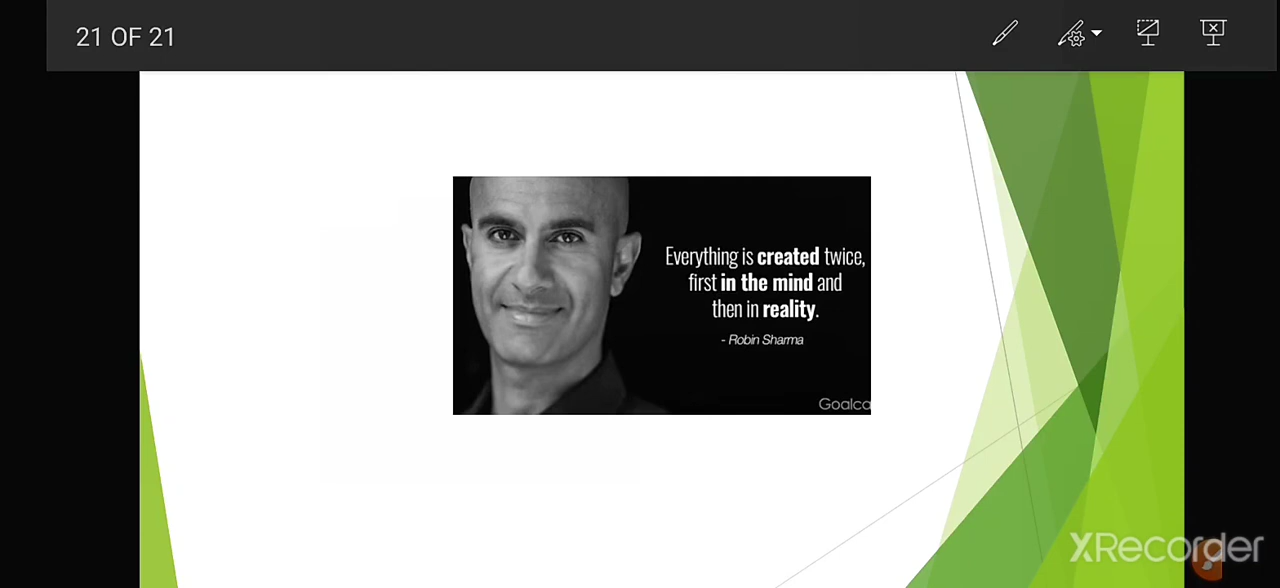 21 OF 21
Everything is created twice,
first in the mind and
then in reality.
- Robin Sharma
Goalca
XRecorder